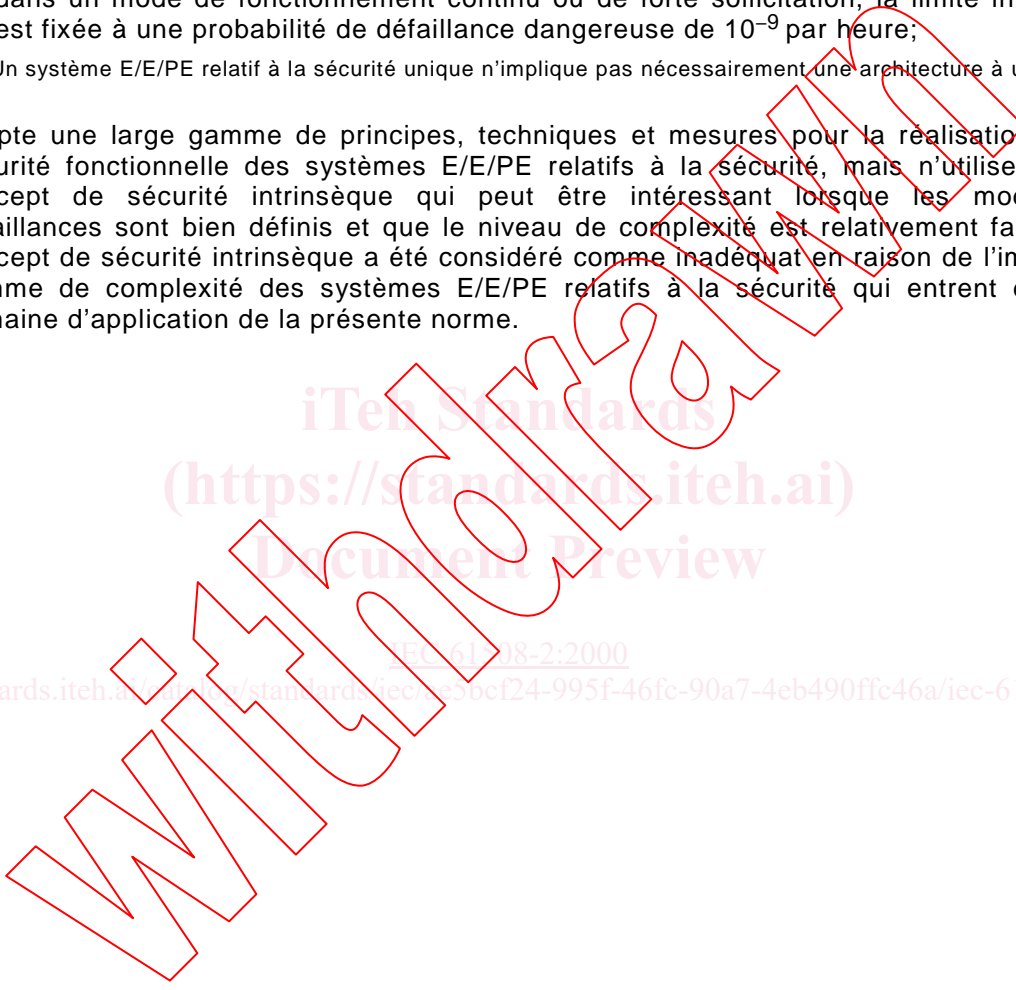 dans un mode de fonctionnement continu ou de forte sollicitation, la limite in
est fixée à une probabilité de défaillance dangereuse de 10⁻⁹ par heure;
Un système E/E/PE relatif à la sécurité unique n'implique pas nécessairement une architecture à u
pte une large gamme de principes, techniques et mesures pour la réalisatio
urité fonctionnelle des systèmes E/E/PE relatifs à la sécurité, mais n'utilise
cept de sécurité intrinsèque qui peut être intéressant lorsque les mo
aillances sont bien définis et que le niveau de complexité est relativement fa
cept de sécurité intrinsèque a été considéré comme inadéquat en raison de l'im
me de complexité des systèmes E/E/PE relatifs à la sécurité qui entrent
aine d'application de la présente norme.
iTeh Standards
(https://standards.iteh.ai)
Document Preview
IEC 61508-2:2000
ards.iteh.ai/catalog/standards/iec/ae5bcf24-995f-46fc-90a7-4eb490ffc46a/iec-6
withdrawn